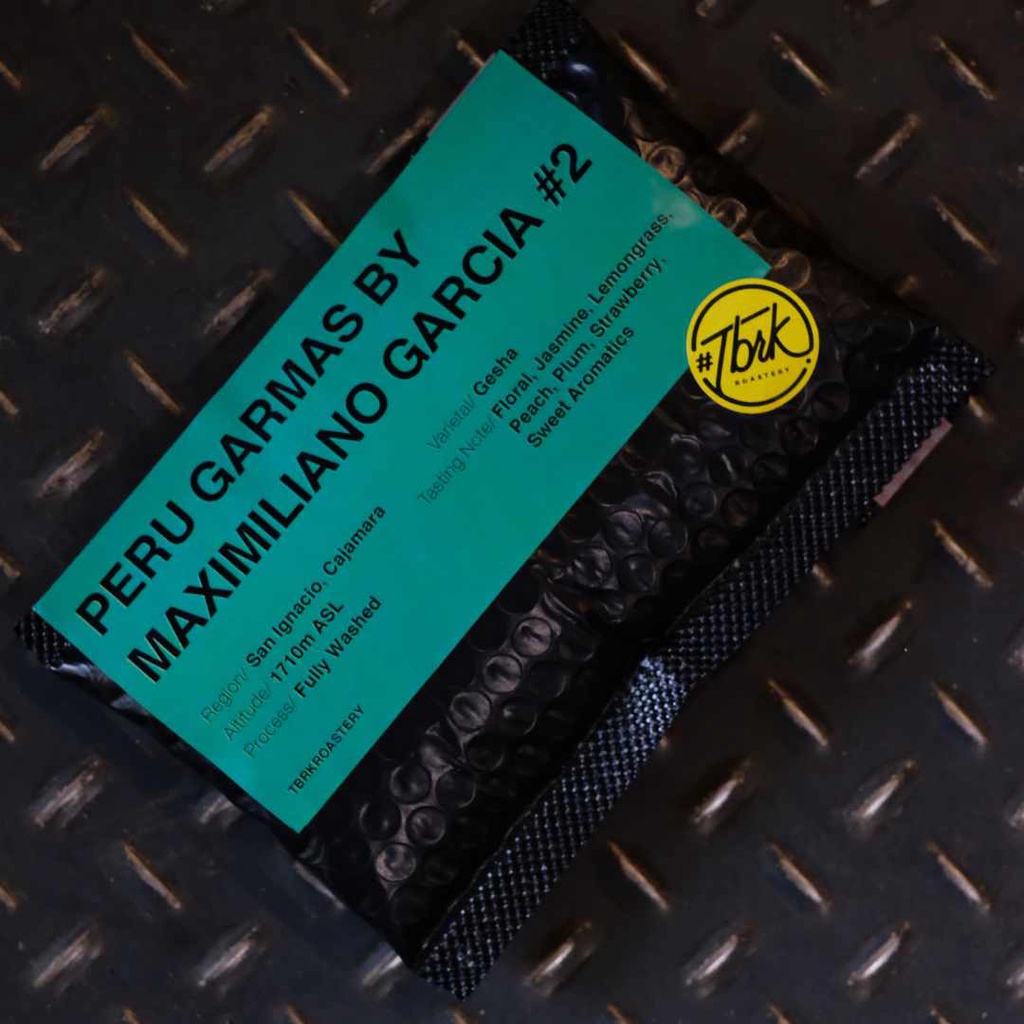 PERU GARMAS BY
MAXIMILIANO GARCIA #2
Region/ San Ignacio, Cajamara
Altitude/ 1710m ASL
Process/ Fully Washed
Varietal/ Gesha
Tasting Note/ Floral, Jasmine, Lemongrass,
Peach, Plum, Strawberry,
Sweet Aromatics
TBRKROASTERY
#Tbrk.
ROASTERY